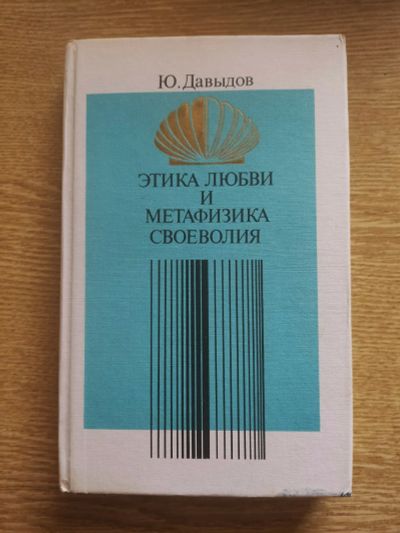 Ю. Давыдов
ЭТИКА ЛЮБВИ
И
МЕТАФИЗИКА
СВОЕВОЛИЯ